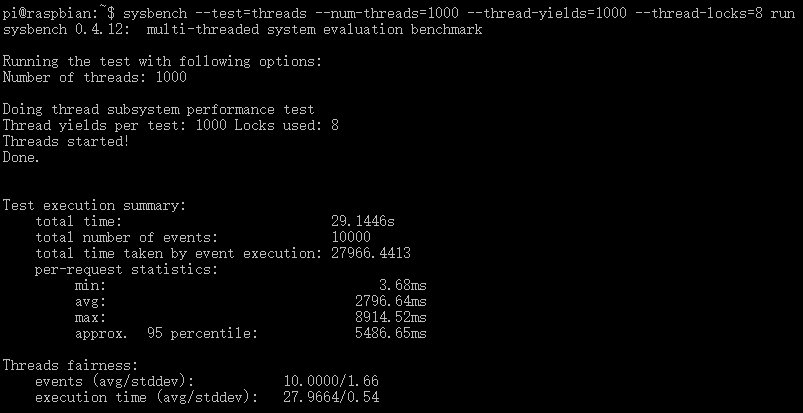 pi@raspbian:~$ sysbench --test=threads --num-threads=1000 --thread-yields=1000 --thread-locks=8 run
sysbench 0.4.12:  multi-threaded system evaluation benchmark
Running the test with following options:
Number of threads: 1000
Doing thread subsystem performance test
Thread yields per test: 1000 Locks used: 8
Threads started!
Done.
Test execution summary:
    total time:                          29.1446s
    total number of events:              10000
    total time taken by event execution: 27966.4413
    per-request statistics:
         min:                                  3.68ms
         avg:                               2796.64ms
         max:                               8914.52ms
         approx.  95 percentile:            5486.65ms
Threads fairness:
    events (avg/stddev):           10.0000/1.66
    execution time (avg/stddev):   27.9664/0.54